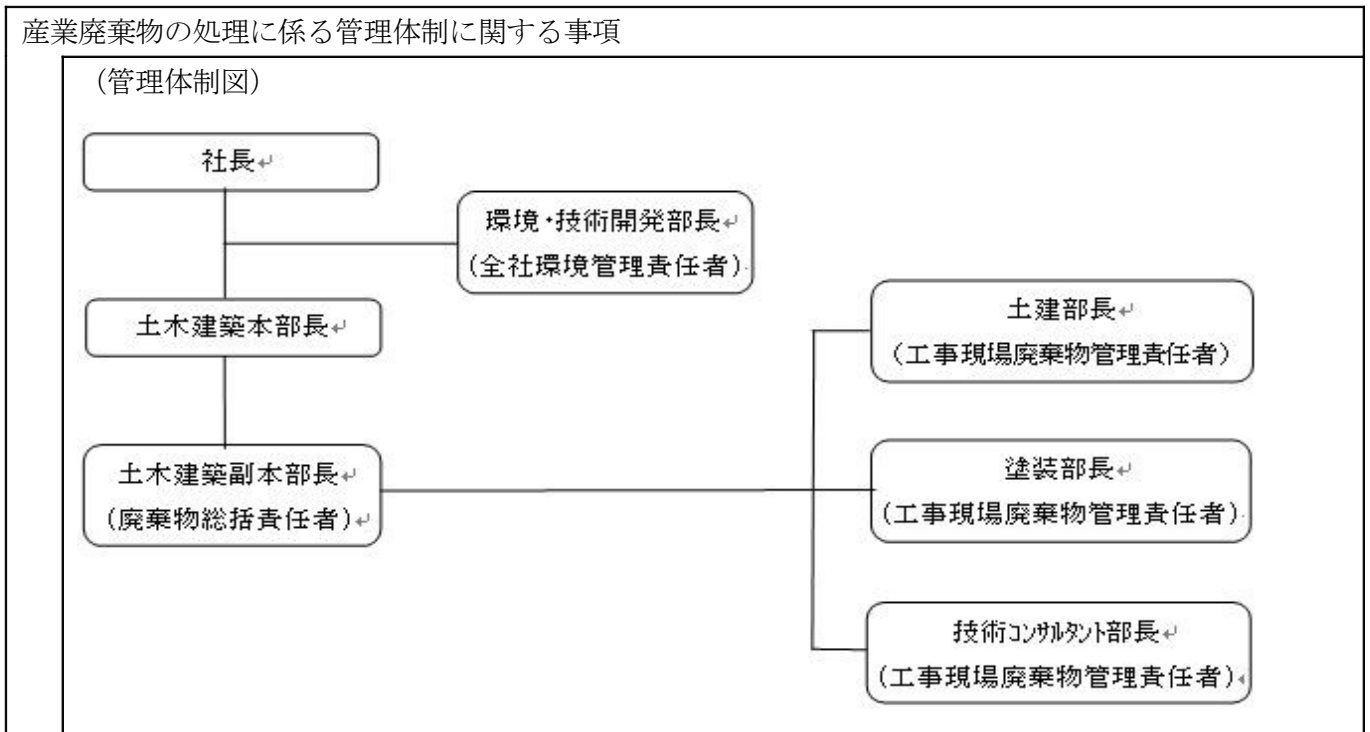 産業廃棄物の処理に係る管理体制に関する事項
（管理体制図）
社長↵
環境・技術開発部長↵
（全社環境管理責任者）
土木建築本部長↵
土建部長↵
（工事現場廃棄物管理責任者）
土木建築副本部長↵
（廃棄物総括責任者）↵
塗装部長↵
（工事現場廃棄物管理責任者）
技術ｺﾝｻﾙﾀﾝﾄ部長↵
（工事現場廃棄物管理責任者）↵